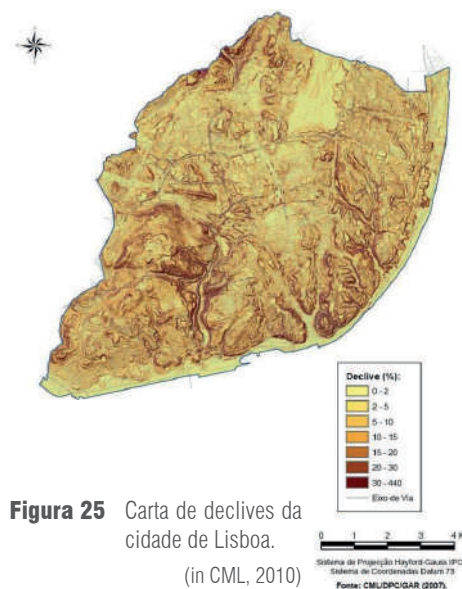 Declive (%):
0 - 2
2 - 5
5 - 10
10 - 15
15 - 20
20 - 30
30 - 440
Eixo de Via
Figura 25 Carta de declives da
cidade de Lisboa.
(in CML, 2010)
0 1 2 3 4
Sistema de Projecção Hayford-Gauss IPC
Sistema de Coordenadas Datum 73
Fonte: CML/DPC/GAR (2007).